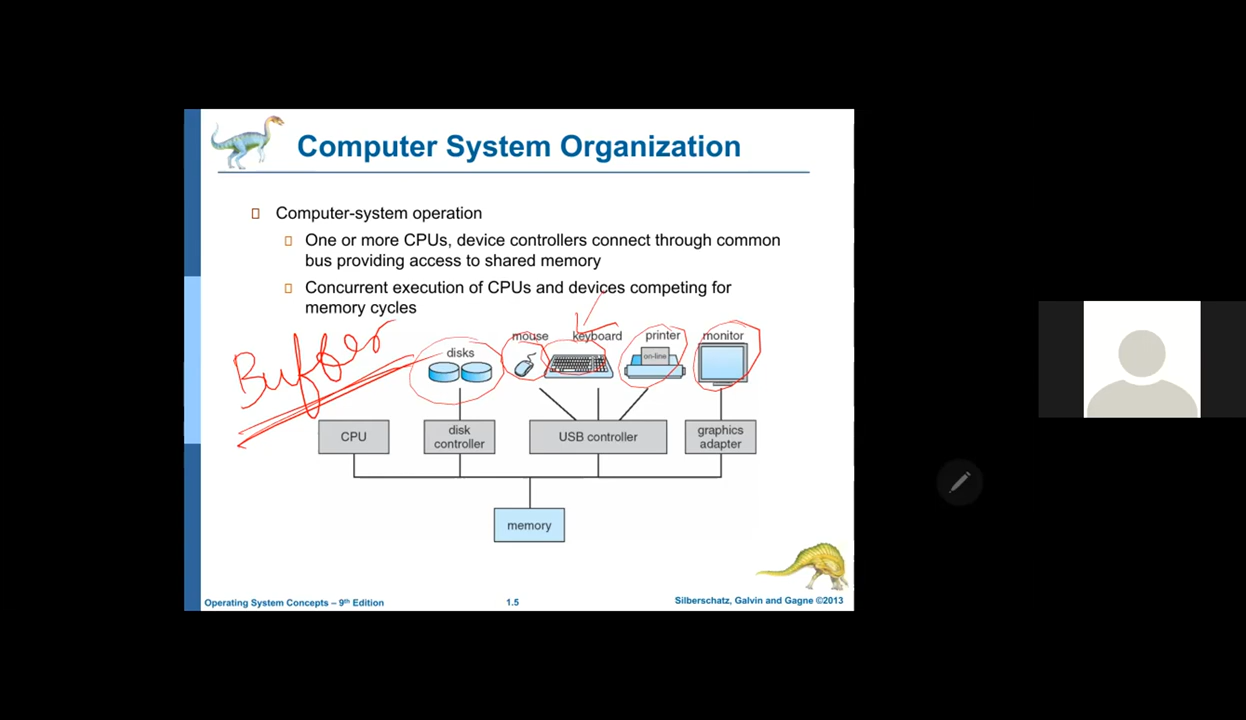 Computer System Organization
Computer-system operation
One or more CPUs, device controllers connect through common
bus providing access to shared memory
Concurrent execution of CPUs and devices competing for
memory cycles
Buffer
mouse
keyboard
printer
monitor
disks
on-line
CPU
disk
controller
USB controller
graphics
adapter
memory
Operating System Concepts – 9th Edition
1.5
Silberschatz, Galvin and Gagne ©2013